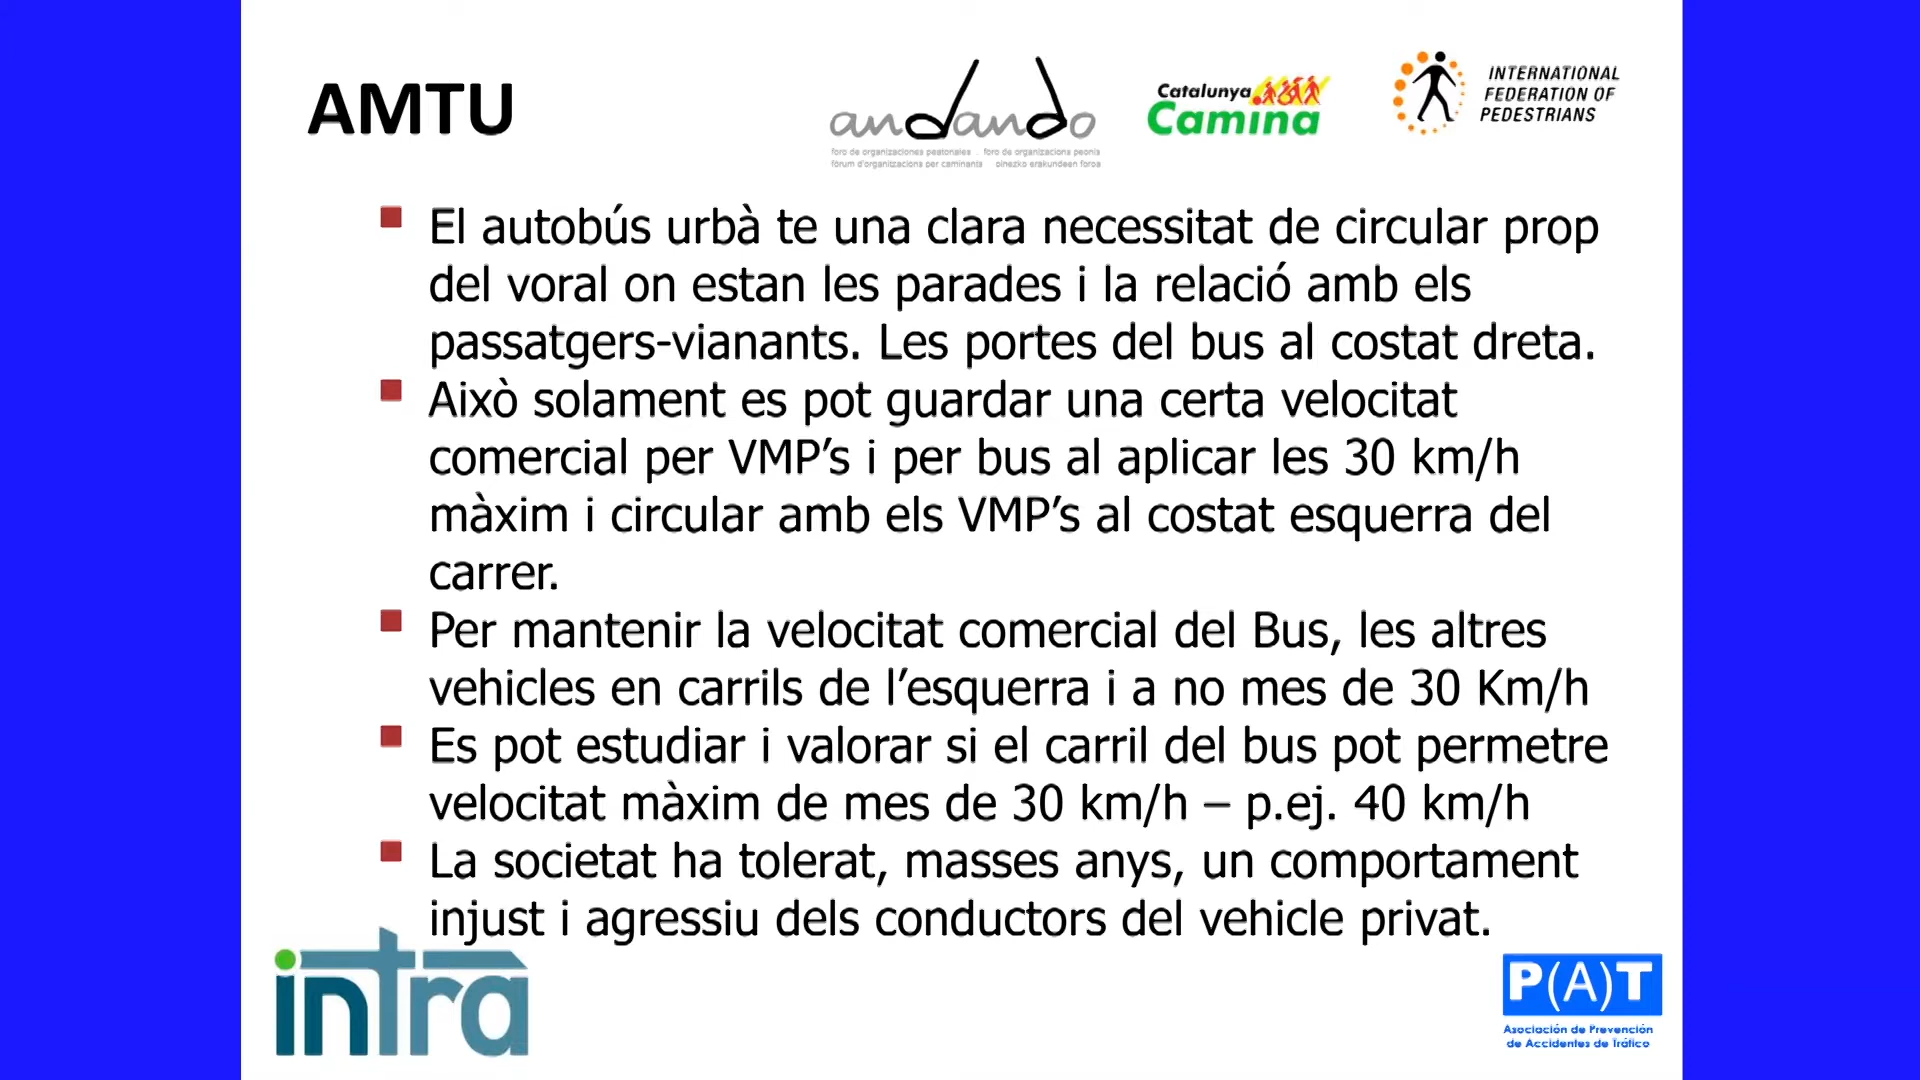 AMTU
andando
foro de organizaciones peatonales . foro de organizacions peonis
fòrum d'organitzacions per caminants oinezko erakundeen foroa
Catalunya
Camina
INTERNATIONAL
FEDERATION OF
PEDESTRIANS
El autobús urbà te una clara necessitat de circular prop
del voral on estan les parades i la relació amb els
passatgers-vianants. Les portes del bus al costat dreta.
Això solament es pot guardar una certa velocitat
comercial per VMP’s i per bus al aplicar les 30 km/h
màxim i circular amb els VMP’s al costat esquerra del
carrer.
Per mantenir la velocitat comercial del Bus, les altres
vehicles en carrils de l’esquerra i a no mes de 30 Km/h
Es pot estudiar i valorar si el carril del bus pot permetre
velocitat màxim de mes de 30 km/h – p.ej. 40 km/h
La societat ha tolerat, masses anys, un comportament
injust i agressiu dels conductors del vehicle privat.
intra
P(A)T
Asociación de Prevención
de Accidentes de Tráfico